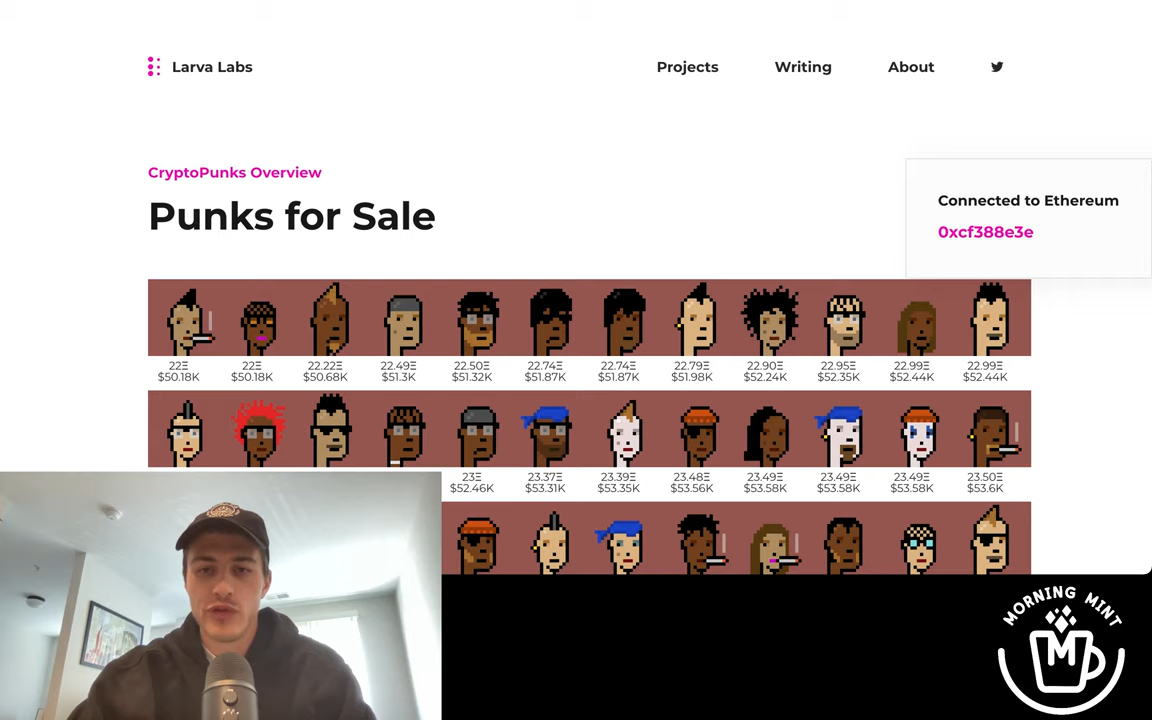 Larva Labs
Projects Writing About
CryptoPunks Overview
Punks for Sale
Connected to Ethereum
0xcf388e3e
22Ξ 22Ξ 22.22Ξ 22.49Ξ 22.50Ξ 22.74Ξ 22.74Ξ 22.79Ξ 22.90Ξ 22.95Ξ 22.99Ξ 22.99Ξ
$50.18K $50.18K $50.68K $51.3K $51.32K $51.87K $51.87K $51.98K $52.24K $52.35K $52.44K $52.44K
23Ξ 23.37Ξ 23.39Ξ 23.48Ξ 23.49Ξ 23.49Ξ 23.49Ξ 23.50Ξ
$52.46K $53.31K $53.35K $53.56K $53.58K $53.58K $53.58K $53.6K
MORNING MINT
M